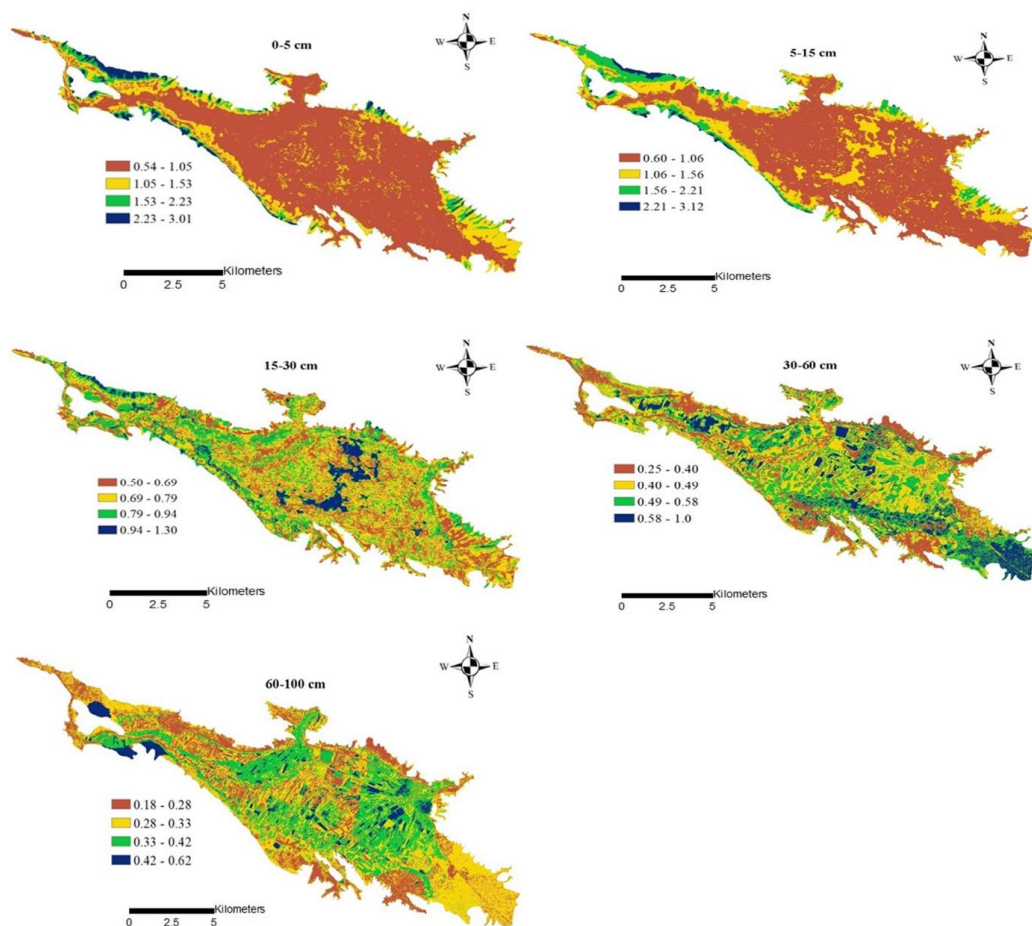 0-5 cm
N
W E
S
0.54 - 1.05
1.05 - 1.53
1.53 - 2.23
2.23 - 3.01
Kilometers
0 2.5 5
5-15 cm
N
W E
S
0.60 - 1.06
1.06 - 1.56
1.56 - 2.21
2.21 - 3.12
Kilometers
0 2.5 5
15-30 cm
N
W E
S
0.50 - 0.69
0.69 - 0.79
0.79 - 0.94
0.94 - 1.30
Kilometers
0 2.5 5
30-60 cm
N
W E
S
0.25 - 0.40
0.40 - 0.49
0.49 - 0.58
0.58 - 1.0
Kilometers
0 2.5 5
60-100 cm
N
W E
S
0.18 - 0.28
0.28 - 0.33
0.33 - 0.42
0.42 - 0.62
Kilometers
0 2.5 5